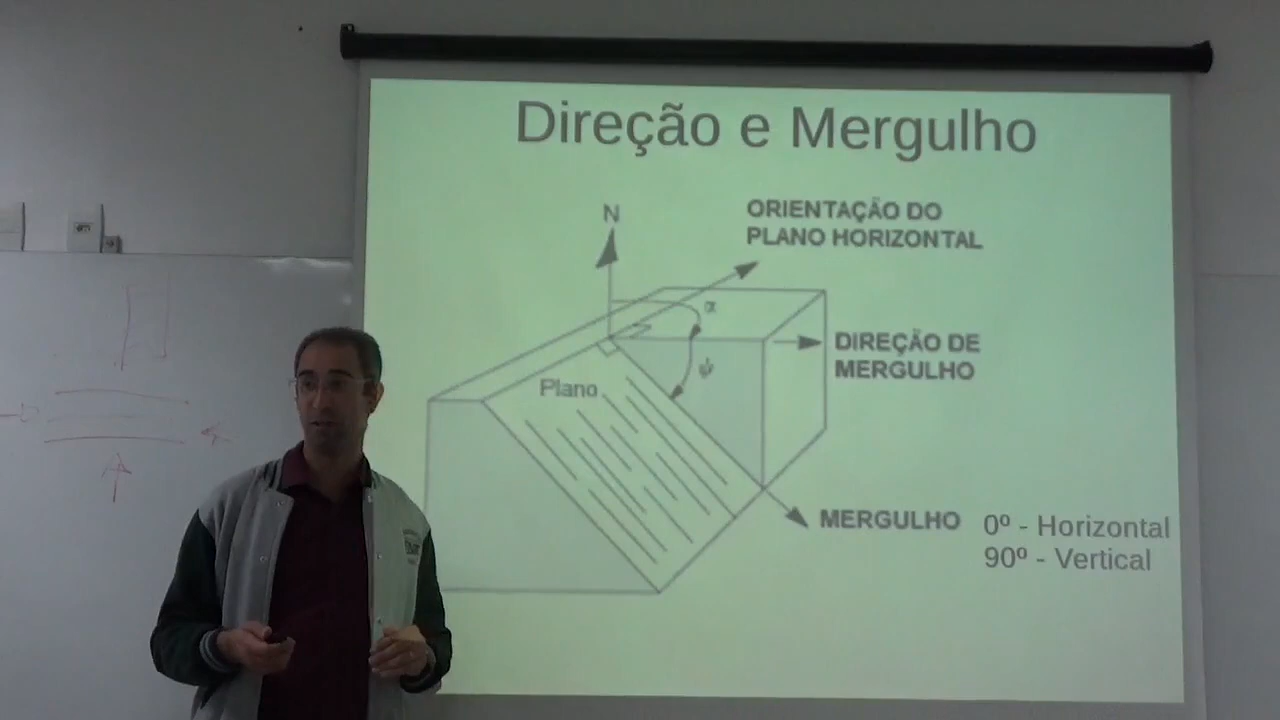 Direção e Mergulho
N
ORIENTAÇÃO DO
PLANO HORIZONTAL
α
DIREÇÃO DE
MERGULHO
ψ
Plano
MERGULHO
0º - Horizontal
90º - Vertical